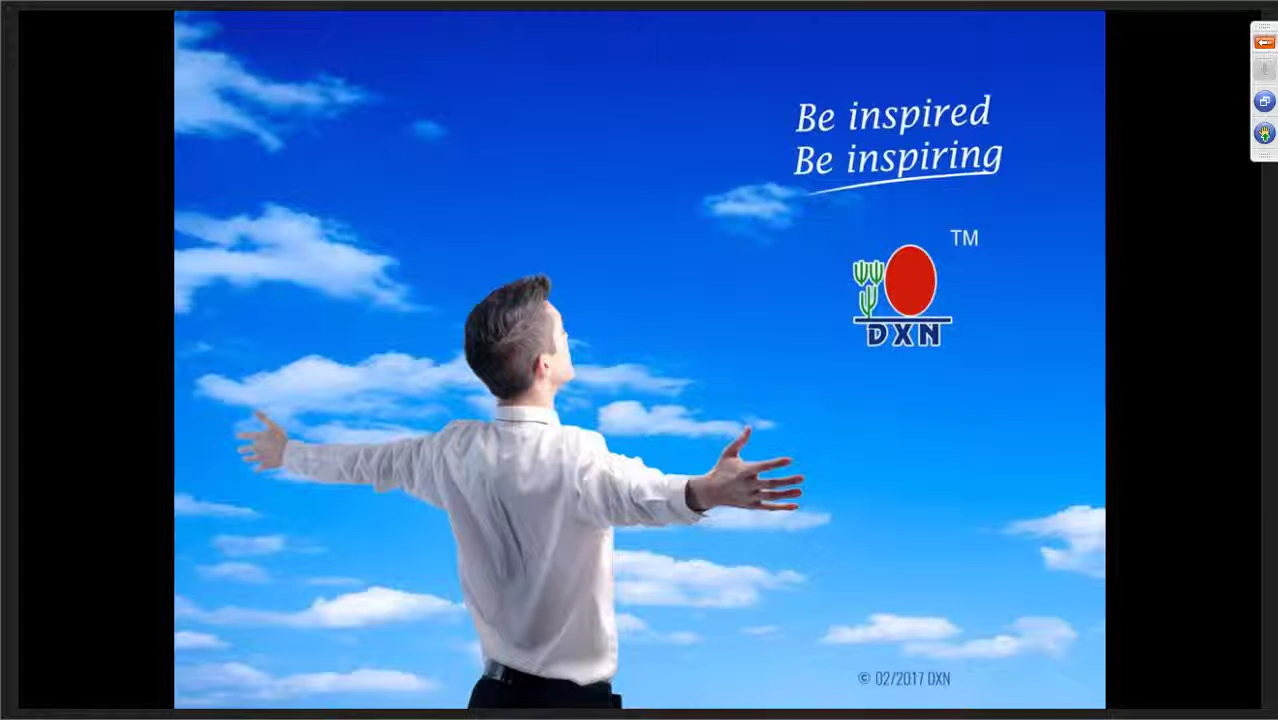 Be inspired
Be inspiring
TM
DXN
© 02/2017 DXN